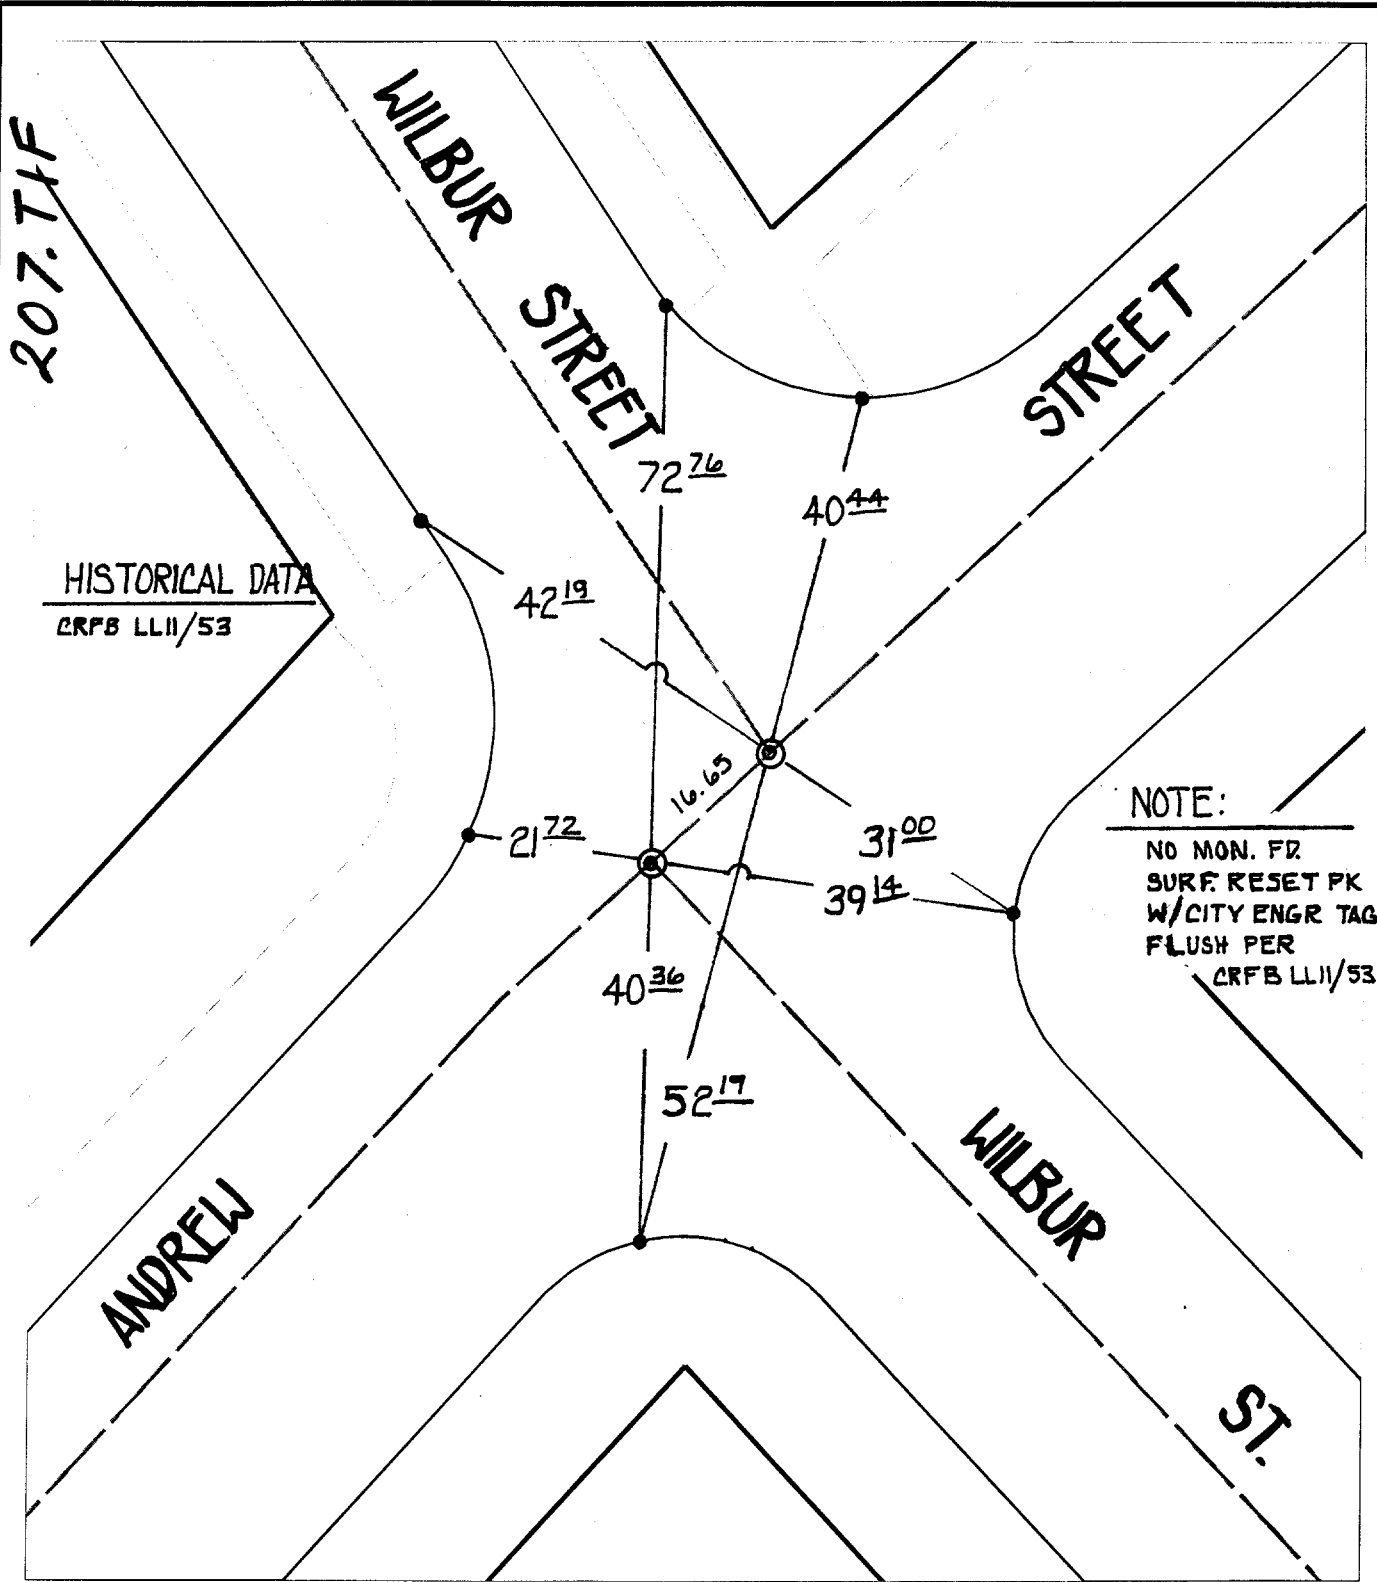 207. THF
WILBUR
STREET
STREET
72 76
40 44
42 19
HISTORICAL DATA
CRFB LL11/53
16.65
21 72
31 00
39 14
NOTE:
NO MON. FD.
SURF. RESET PK
W/CITY ENGR TAG
FLUSH PER
CRFB LL11/53
40 36
52 19
ANDREW
WILBUR
ST.